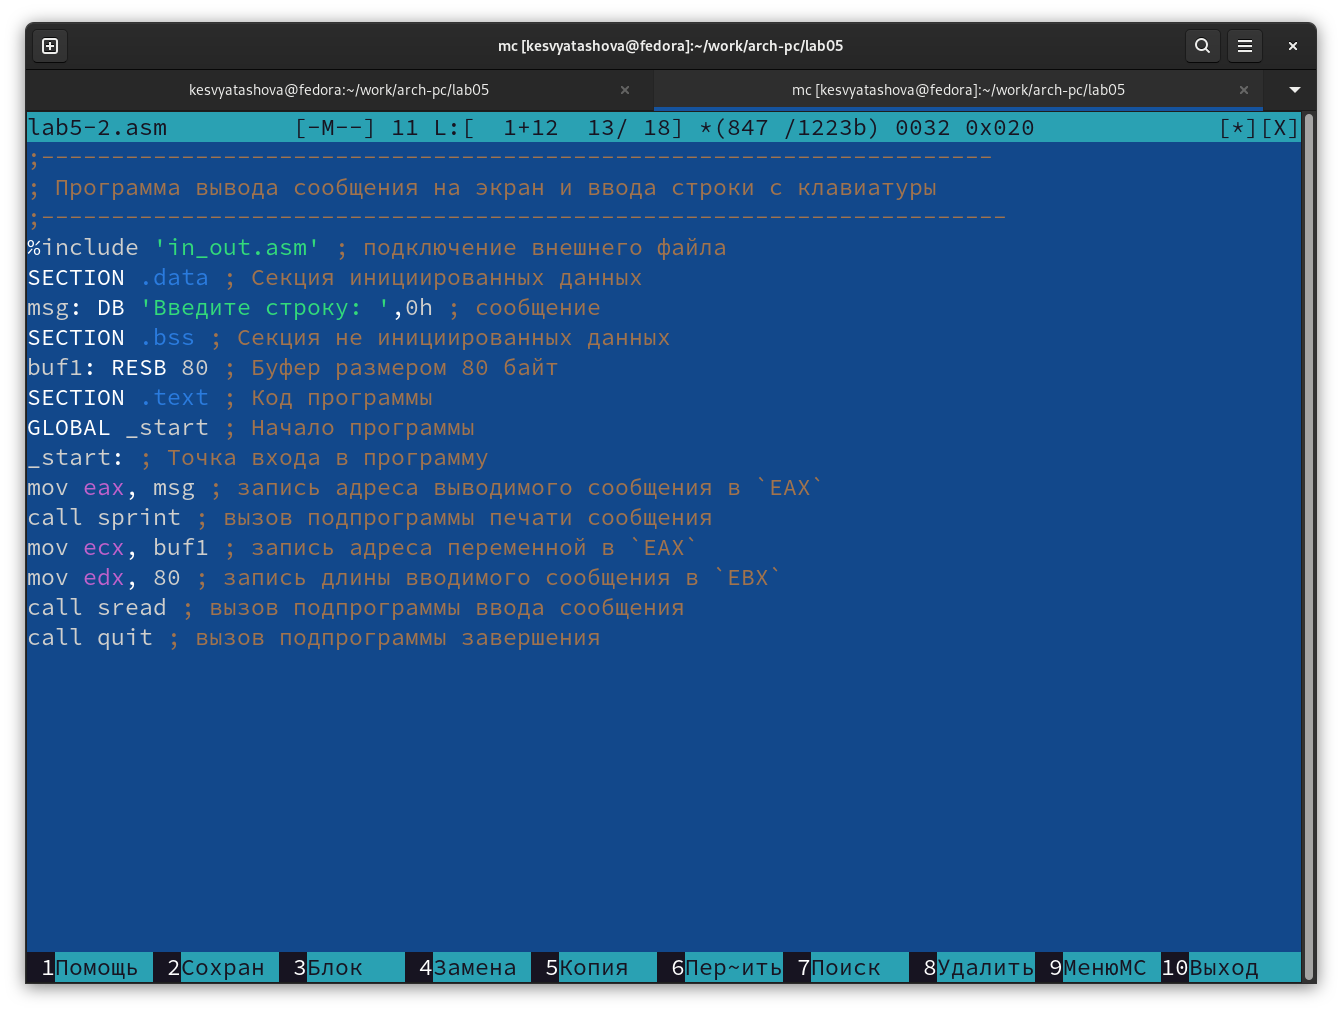 mc [kesvyatashova@fedora]:~/work/arch-pc/lab05
kesvyatashova@fedora:~/work/arch-pc/lab05 × mc [kesvyatashova@fedora]:~/work/arch-pc/lab05 ×
lab5-2.asm [-M--] 11 L:[ 1+12 13/ 18] *(847 /1223b) 0032 0x020 [*][X]
;--------------------------------------------------------------------
; Программа вывода сообщения на экран и ввода строки с клавиатуры
;---------------------------------------------------------------------
%include 'in_out.asm' ; подключение внешнего файла
SECTION .data ; Секция инициированных данных
msg: DB 'Введите строку: ',0h ; сообщение
SECTION .bss ; Секция не инициированных данных
buf1: RESB 80 ; Буфер размером 80 байт
SECTION .text ; Код программы
GLOBAL _start ; Начало программы
_start: ; Точка входа в программу
mov eax, msg ; запись адреса выводимого сообщения в `EAX`
call sprint ; вызов подпрограммы печати сообщения
mov ecx, buf1 ; запись адреса переменной в `EAX`
mov edx, 80 ; запись длины вводимого сообщения в `EBX`
call sread ; вызов подпрограммы ввода сообщения
call quit ; вызов подпрограммы завершения
1Помощь 2Сохран 3Блок 4Замена 5Копия 6Пер~ить 7Поиск 8Удалить 9МенюMC 10Выход